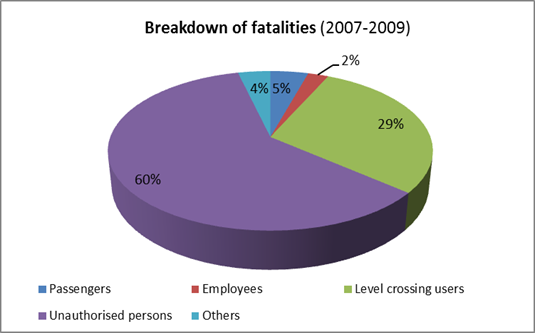 Breakdown of fatalities (2007-2009)
2%
4% 5%
29%
60%
Passengers Employees Level crossing users
Unauthorised persons Others